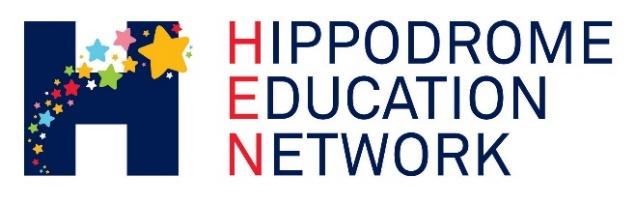 H
HIPPODROME
EDUCATION
NETWORK